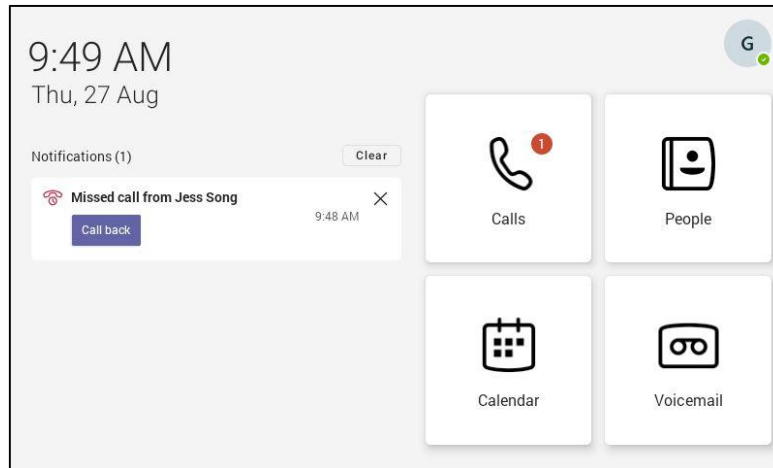 9:49 AM
Thu, 27 Aug
G
Notifications (1)
Clear
Missed call from Jess Song
9:48 AM
Call back
1
Calls
People
Calendar
Voicemail